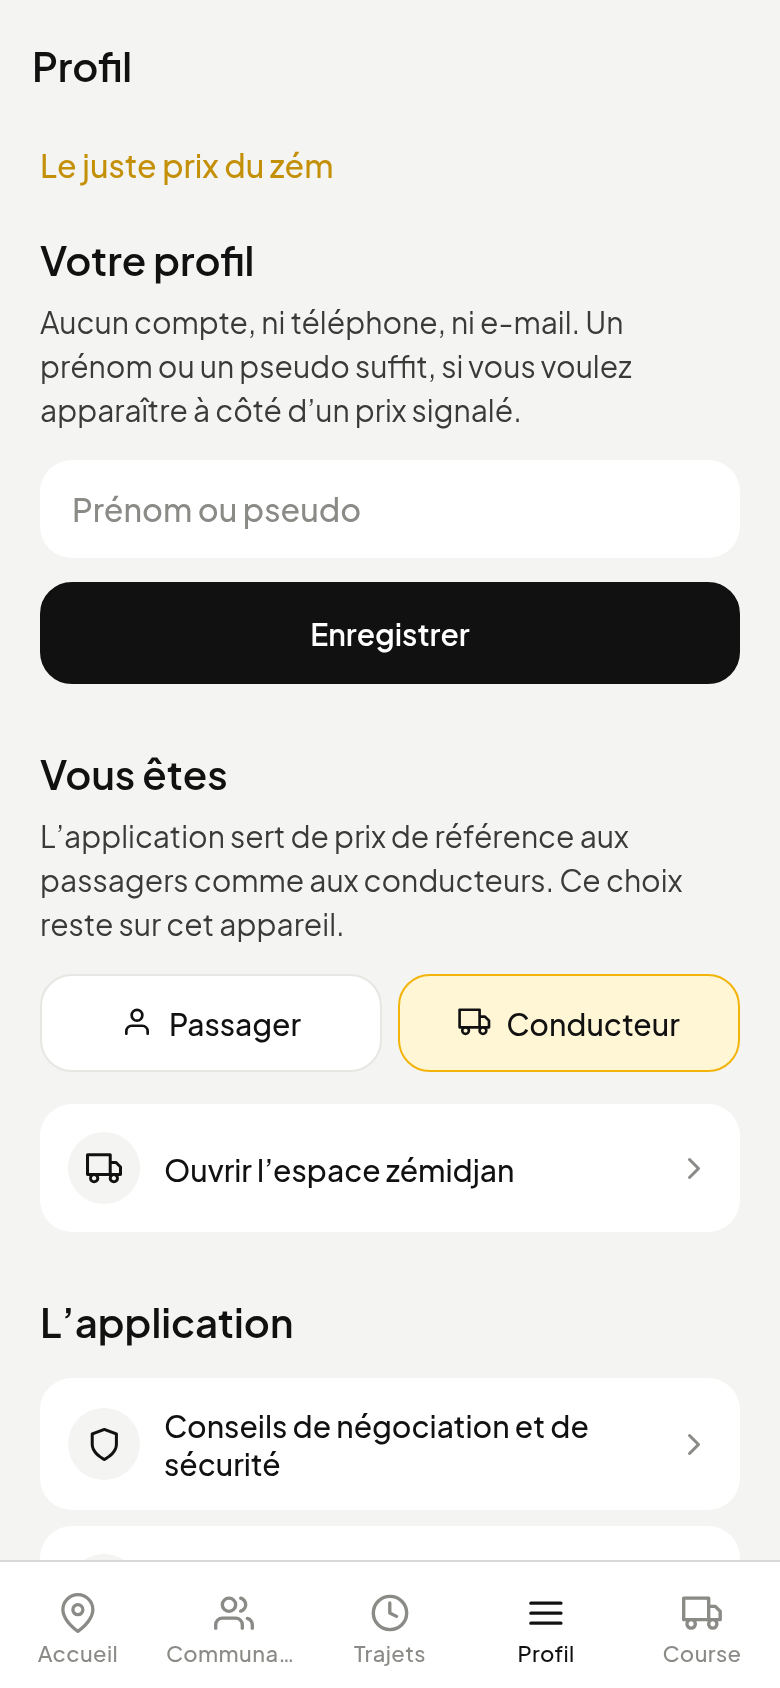 Profil
Le juste prix du zém
Votre profil
Aucun compte, ni téléphone, ni e-mail. Un
prénom ou un pseudo suffit, si vous voulez
apparaître à côté d’un prix signalé.
Prénom ou pseudo
Enregistrer
Vous êtes
L’application sert de prix de référence aux
passagers comme aux conducteurs. Ce choix
reste sur cet appareil.
Passager
Conducteur
Ouvrir l’espace zémidjan
L’application
Conseils de négociation et de
sécurité
Accueil
Communa…
Trajets
Profil
Course